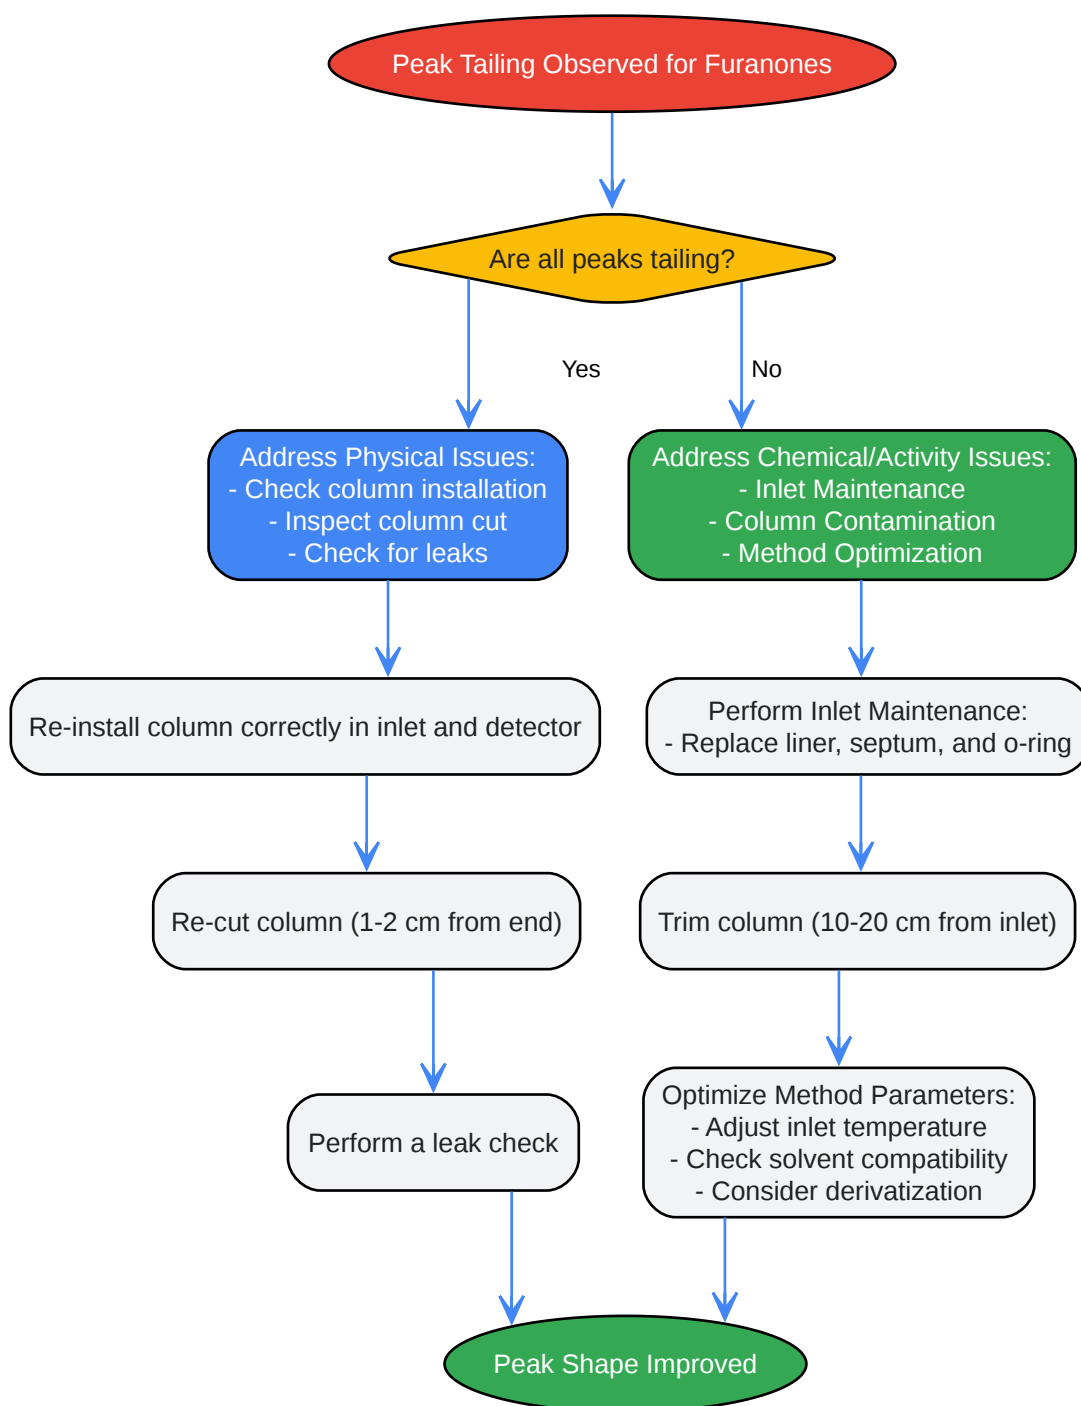 Peak Tailing Observed for Furanones
Are all peaks tailing?
Yes
No
Address Physical Issues:
- Check column installation
- Inspect column cut
- Check for leaks
Address Chemical/Activity Issues:
- Inlet Maintenance
- Column Contamination
- Method Optimization
Re-install column correctly in inlet and detector
Perform Inlet Maintenance:
- Replace liner, septum, and o-ring
Re-cut column (1-2 cm from end)
Trim column (10-20 cm from inlet)
Perform a leak check
Optimize Method Parameters:
- Adjust inlet temperature
- Check solvent compatibility
- Consider derivatization
Peak Shape Improved